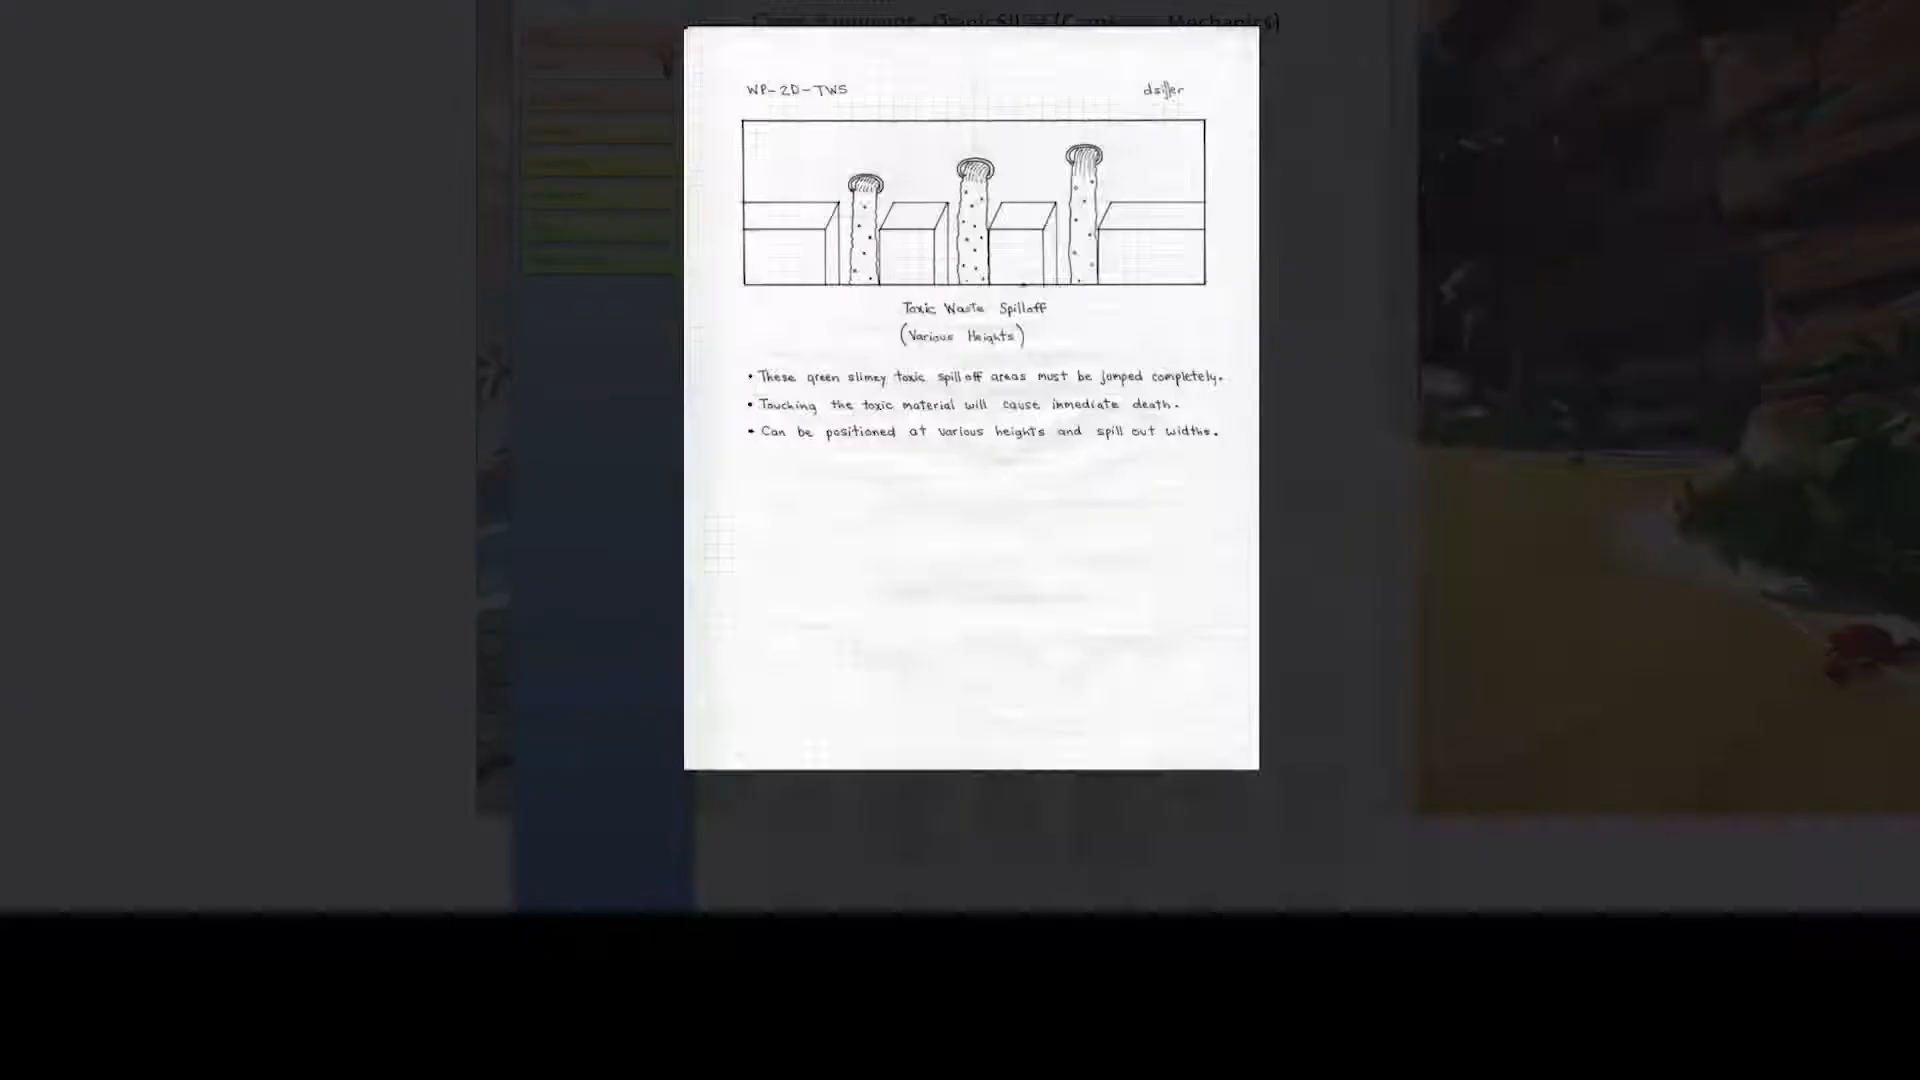 Mechanics)
WP-2D-TWS
dsiller
Toxic Waste Spilloff
(Various Heights)
• These green slimey toxic spill off areas must be jumped completely.
• Touching the toxic material will cause immediate death.
• Can be positioned at various heights and spill out widths.